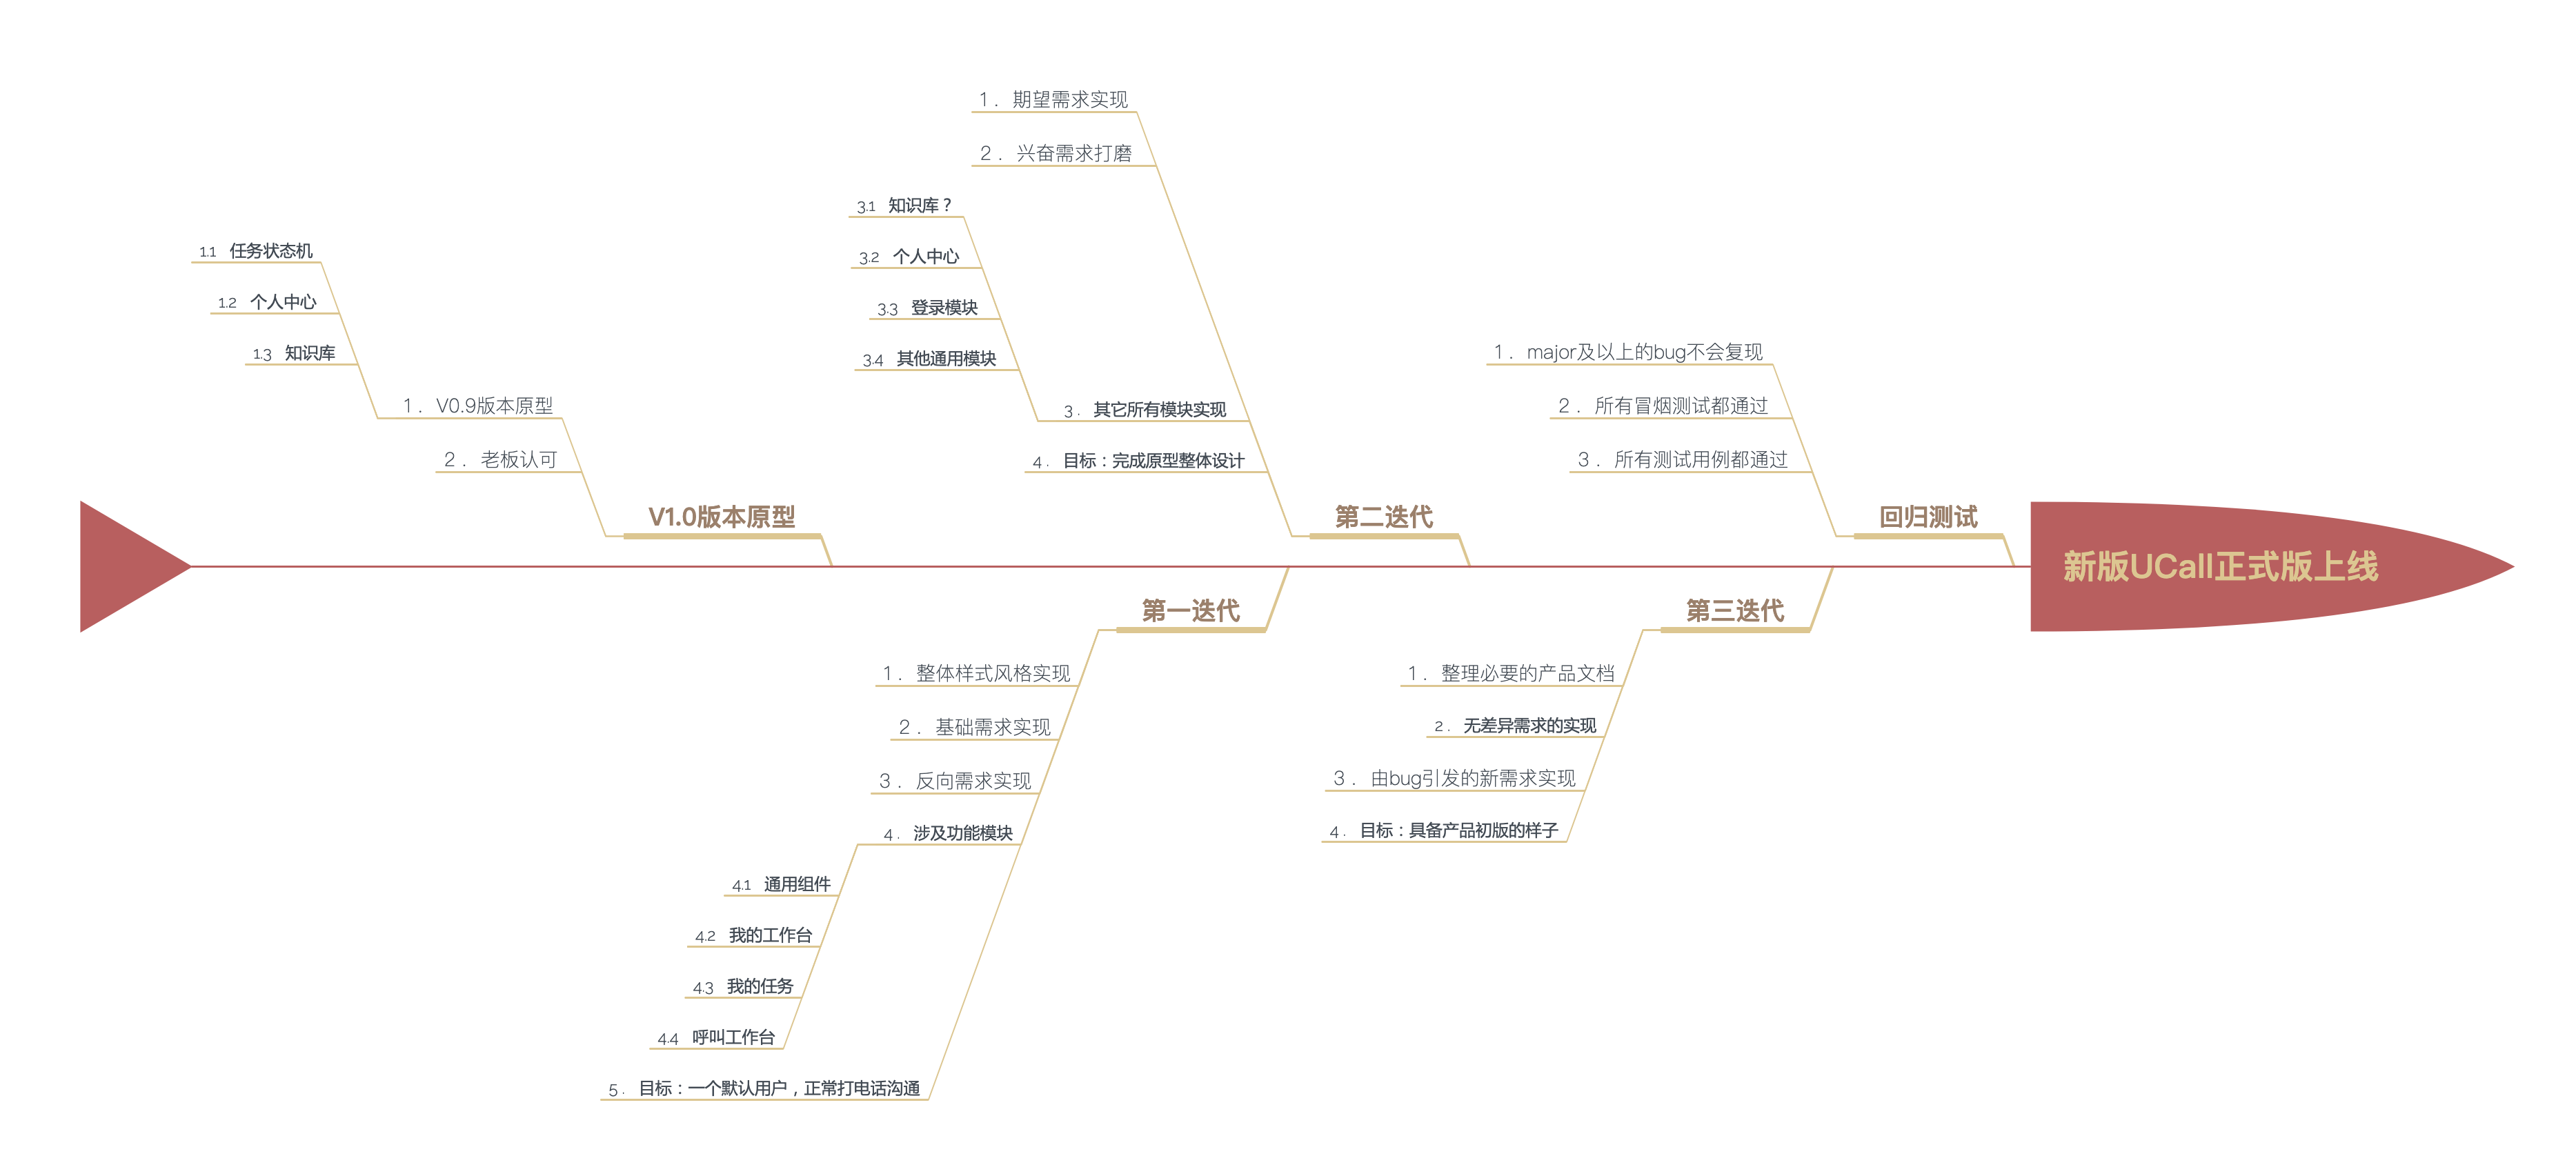 1. 期望需求实现
2. 兴奋需求打磨
3.1 知识库？
3.2 个人中心
3.3 登录模块
3.4 其他通用模块
3. 其它所有模块实现
4. 目标：完成原型整体设计
第二迭代
1.1 任务状态机
1.2 个人中心
1.3 知识库
1. V0.9版本原型
2. 老板认可
V1.0版本原型
1. major及以上的bug不会复现
2. 所有冒烟测试都通过
3. 所有测试用例都通过
回归测试
新版UCall正式版上线
第一迭代
1. 整体样式风格实现
2. 基础需求实现
3. 反向需求实现
4. 涉及功能模块
4.1 通用组件
4.2 我的工作台
4.3 我的任务
4.4 呼叫工作台
5. 目标：一个默认用户，正常打电话沟通
第三迭代
1. 整理必要的产品文档
2. 无差异需求的实现
3. 由bug引发的新需求实现
4. 目标：具备产品初版的样子